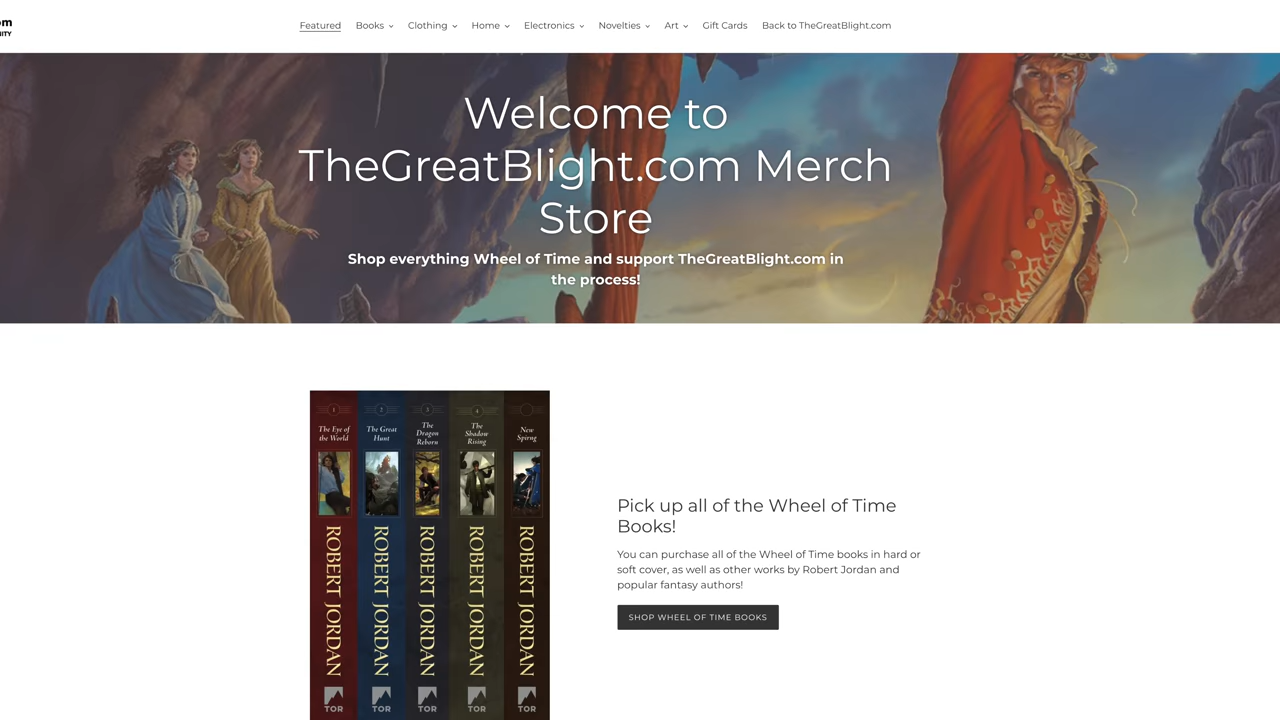 om
NITY
Featured Books Clothing Home Electronics Novelties Art Gift Cards Back to TheGreatBlight.com
Welcome to
TheGreatBlight.com Merch
Store
Shop everything Wheel of Time and support TheGreatBlight.com in
the process!
1
The Eye of
the World
ROBERT JORDAN
TOR
2
The Great
Hunt
ROBERT JORDAN
TOR
3
The
Dragon
Reborn
ROBERT JORDAN
TOR
4
The
Shadow
Rising
ROBERT JORDAN
TOR
New
Spirng
ROBERT JORDAN
TOR
Pick up all of the Wheel of Time
Books!
You can purchase all of the Wheel of Time books in hard or
soft cover, as well as other works by Robert Jordan and
popular fantasy authors!
SHOP WHEEL OF TIME BOOKS